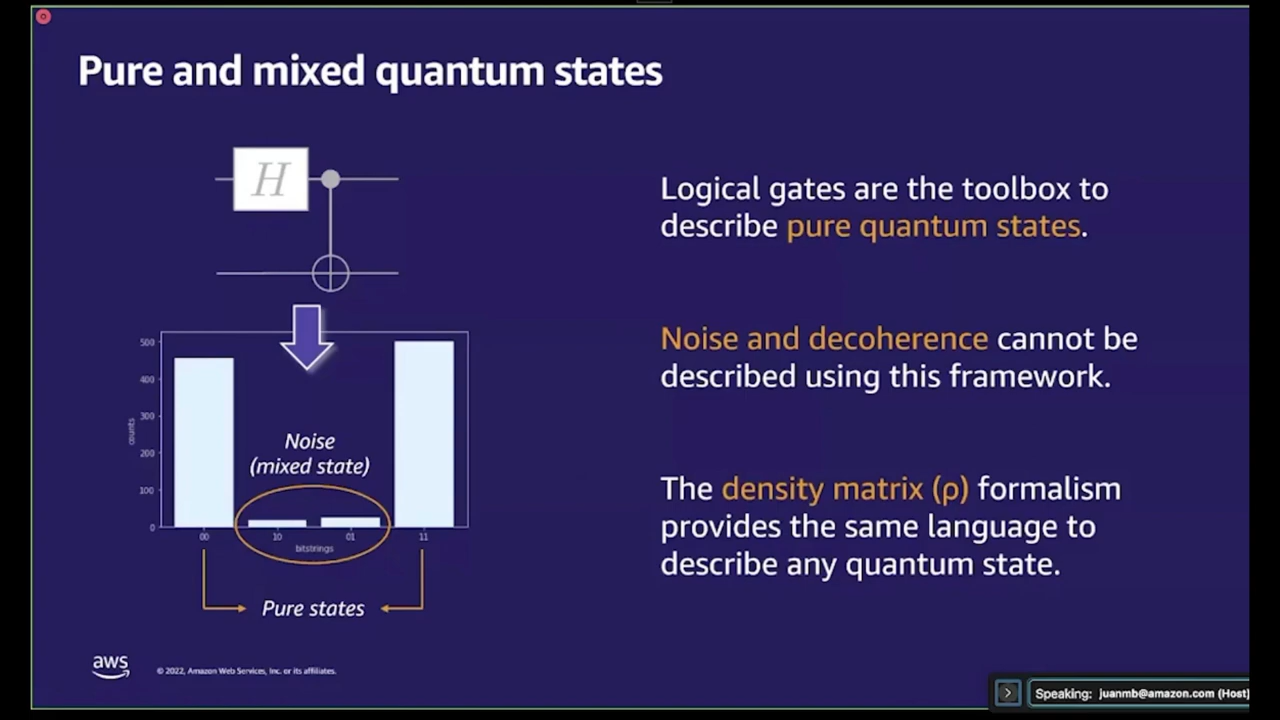 Pure and mixed quantum states
H
Logical gates are the toolbox to
describe pure quantum states.
Noise and decoherence cannot be
described using this framework.
The density matrix (ρ) formalism
provides the same language to
describe any quantum state.
500
400
300
200
100
0
counts
Noise
(mixed state)
00
10
01
11
bitstrings
Pure states
aws
© 2022, Amazon Web Services, Inc. or its affiliates.
Speaking: juanmb@amazon.com (Host)